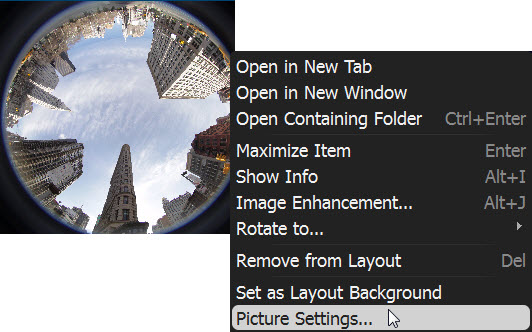 Open in New Tab
Open in New Window
Open Containing Folder Ctrl+Enter
Maximize Item Enter
Show Info Alt+I
Image Enhancement... Alt+J
Rotate to...
Remove from Layout Del
Set as Layout Background
Picture Settings...